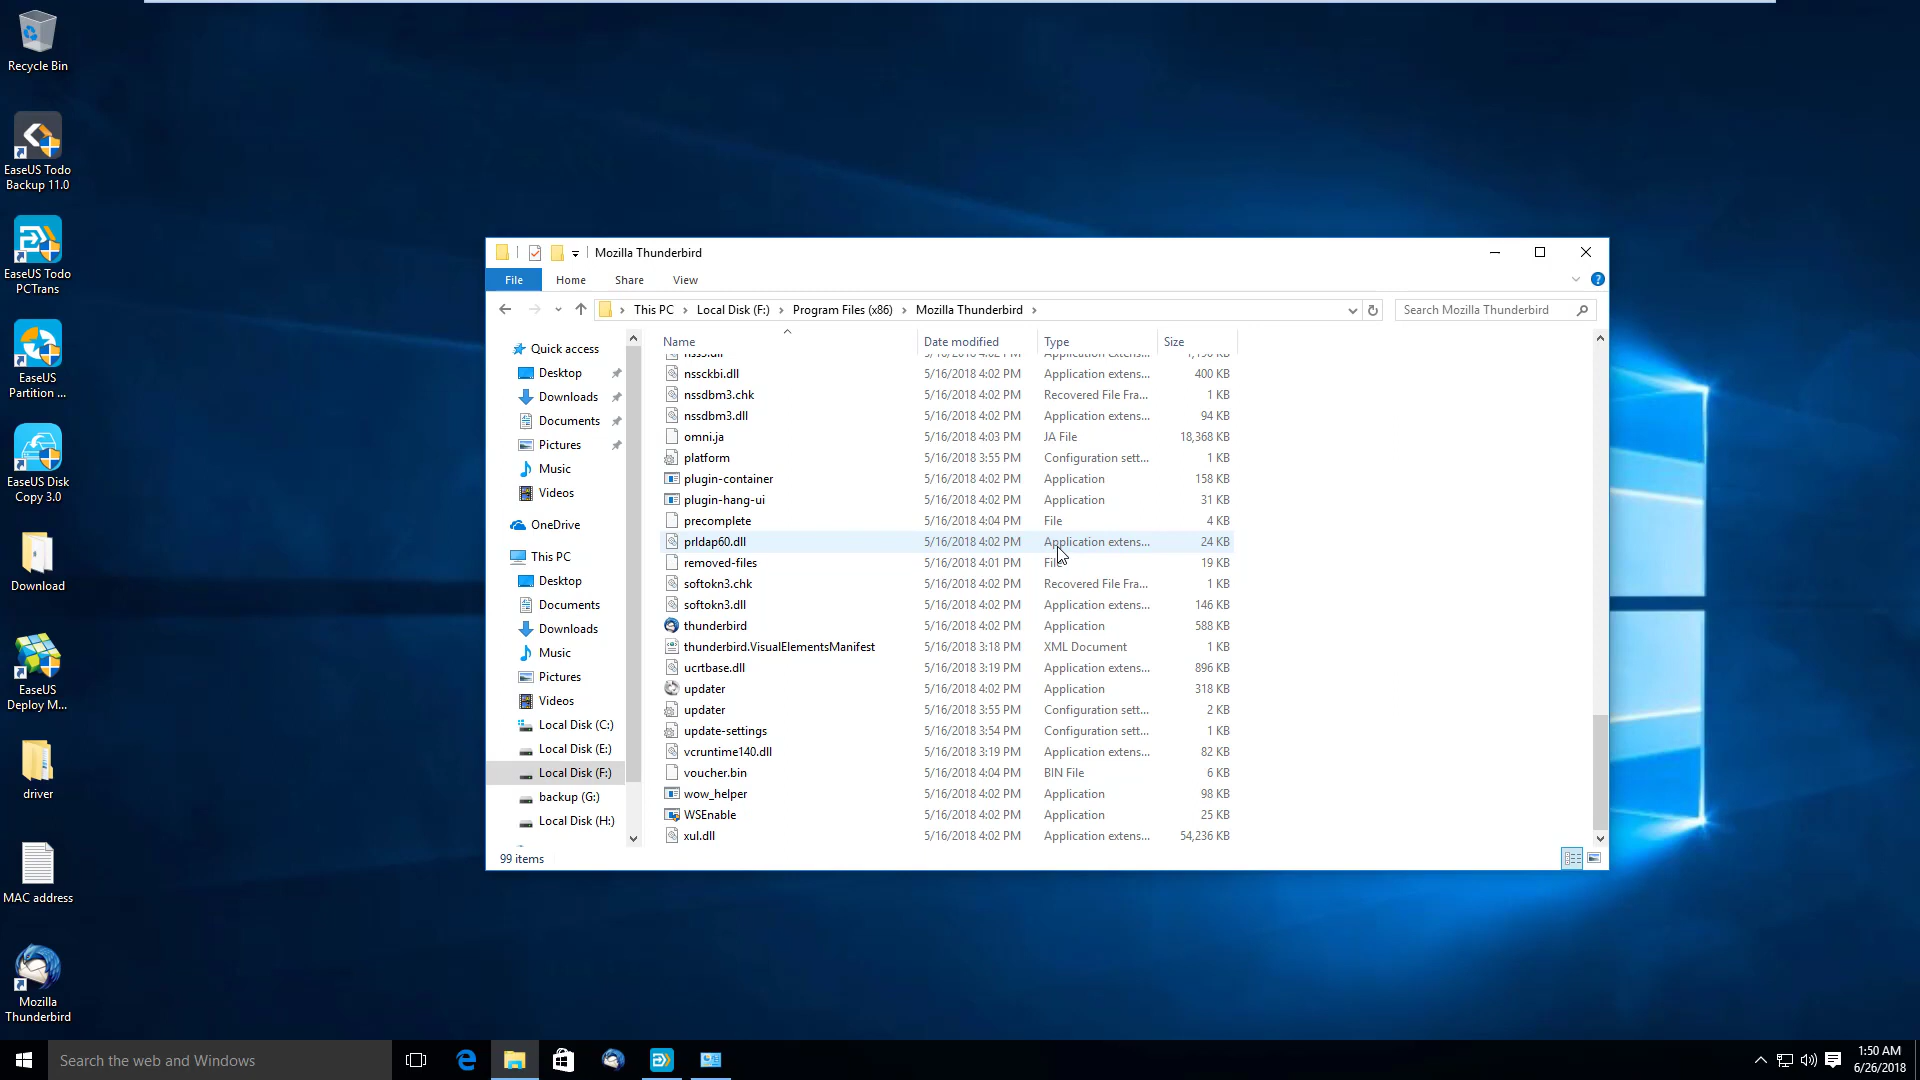 Recycle Bin
EaseUS Todo
Backup 11.0
EaseUS Todo
PCTrans
EaseUS
Partition ...
EaseUS Disk
Copy 3.0
Download
EaseUS
Deploy M...
driver
MAC address
Mozilla
Thunderbird
Mozilla Thunderbird
File Home Share View
This PC Local Disk (F:) Program Files (x86) Mozilla Thunderbird
Search Mozilla Thunderbird
Quick access
Desktop
Downloads
Documents
Pictures
Music
Videos
OneDrive
This PC
Desktop
Documents
Downloads
Music
Pictures
Videos
Local Disk (C:)
Local Disk (E:)
Local Disk (F:)
backup (G:)
Local Disk (H:)
Name Date modified Type Size
nssckbi.dll 5/16/2018 4:02 PM Application extens... 400 KB
nssdbm3.chk 5/16/2018 4:02 PM Recovered File Fra... 1 KB
nssdbm3.dll 5/16/2018 4:02 PM Application extens... 94 KB
omni.ja 5/16/2018 4:03 PM JA File 18,368 KB
platform 5/16/2018 3:55 PM Configuration sett... 1 KB
plugin-container 5/16/2018 4:02 PM Application 158 KB
plugin-hang-ui 5/16/2018 4:02 PM Application 31 KB
precomplete 5/16/2018 4:04 PM File 4 KB
prldap60.dll 5/16/2018 4:02 PM Application extens... 24 KB
removed-files 5/16/2018 4:01 PM File 19 KB
softokn3.chk 5/16/2018 4:02 PM Recovered File Fra... 1 KB
softokn3.dll 5/16/2018 4:02 PM Application extens... 146 KB
thunderbird 5/16/2018 4:02 PM Application 588 KB
thunderbird.VisualElementsManifest 5/16/2018 3:18 PM XML Document 1 KB
ucrtbase.dll 5/16/2018 3:19 PM Application extens... 896 KB
updater 5/16/2018 4:02 PM Application 318 KB
updater 5/16/2018 3:55 PM Configuration sett... 2 KB
update-settings 5/16/2018 3:54 PM Configuration sett... 1 KB
vcruntime140.dll 5/16/2018 3:19 PM Application extens... 82 KB
voucher.bin 5/16/2018 4:04 PM BIN File 6 KB
wow_helper 5/16/2018 4:02 PM Application 98 KB
WSEnable 5/16/2018 4:02 PM Application 25 KB
xul.dll 5/16/2018 4:02 PM Application extens... 54,236 KB
99 items
Search the web and Windows
1:50 AM
6/26/2018